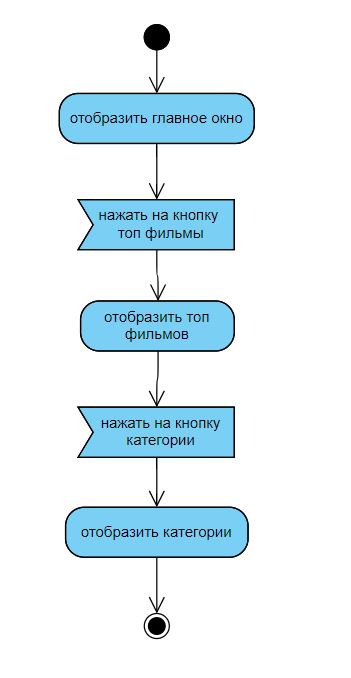 отобразить главное окно
нажать на кнопку
топ фильмы
отобразить топ
фильмов
нажать на кнопку
категории
отобразить категории